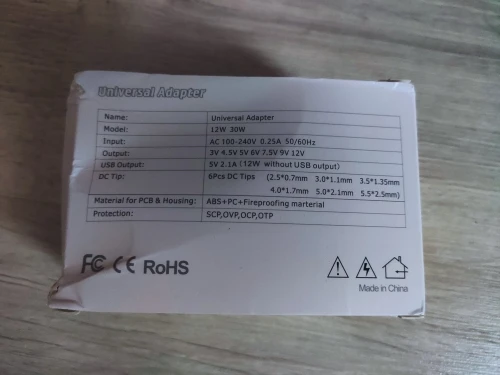 Universal Adapter
Name: Universal Adapter
Model: 12W 30W
Input: AC 100-240V 0.25A 50/60Hz
Output: 3V 4.5V 5V 6V 7.5V 9V 12V
USB Output: 5V 2.1A (12W without USB output)
DC Tip: 6Pcs DC Tips (2.5*0.7mm 3.0*1.1mm 3.5*1.35mm
4.0*1.7mm 5.0*2.1mm 5.5*2.5mm)
Material for PCB & Housing: ABS+PC+Fireproofing marterial
Protection: SCP,OVP,OCP,OTP
FC CE RoHS
Made in China